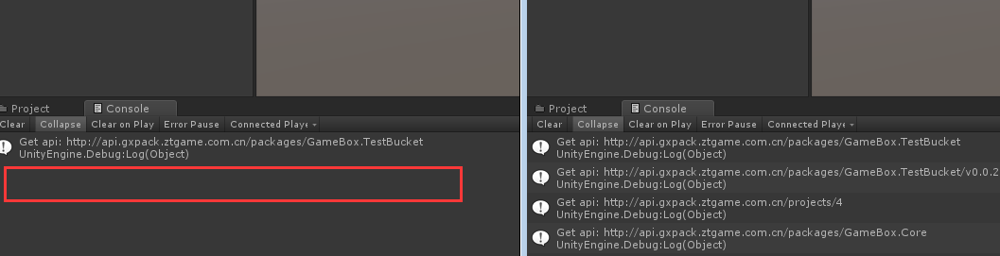 Project Console
Clear Collapse Clear on Play Error Pause Connected Playe
Get api: http://api.gxpack.ztgame.com.cn/packages/GameBox.TestBucket
UnityEngine.Debug:Log(Object)
Project Console
Clear Collapse Clear on Play Error Pause Connected Playe
Get api: http://api.gxpack.ztgame.com.cn/packages/GameBox.TestBucket
UnityEngine.Debug:Log(Object)
Get api: http://api.gxpack.ztgame.com.cn/packages/GameBox.TestBucket/v0.0.2
UnityEngine.Debug:Log(Object)
Get api: http://api.gxpack.ztgame.com.cn/projects/4
UnityEngine.Debug:Log(Object)
Get api: http://api.gxpack.ztgame.com.cn/packages/GameBox.Core
UnityEngine.Debug:Log(Object)